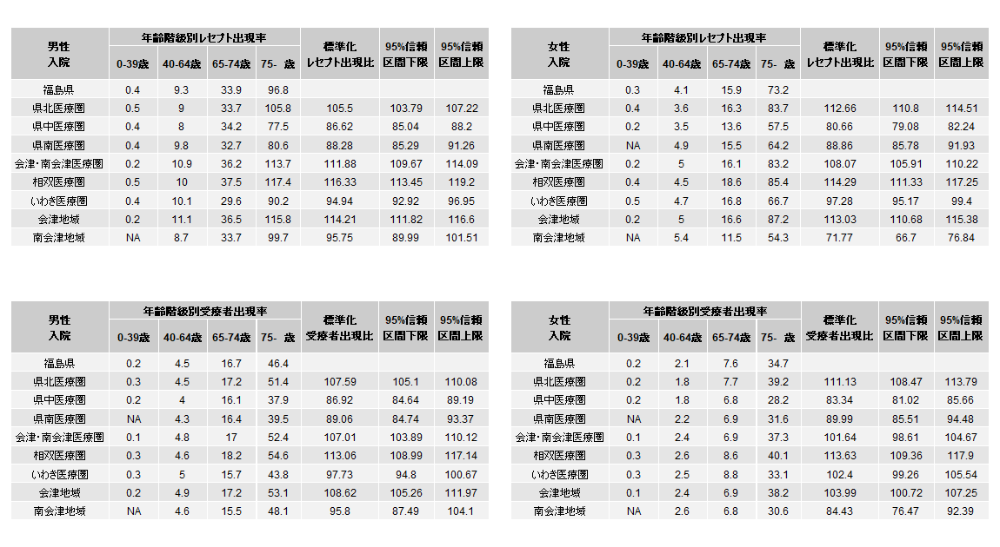 男性 入院 年齢階級別レセプト出現率 標準化 レセプト出現比 95%信頼 区間下限 95%信頼 区間上限
0-39歳 40-64歳 65-74歳 75- 歳
福島県 0.4 9.3 33.9 96.8
県北医療圏 0.5 9 33.7 105.8 105.5 103.79 107.22
県中医療圏 0.4 8 34.2 77.5 86.62 85.04 88.2
県南医療圏 0.4 9.8 32.7 80.6 88.28 85.29 91.26
会津・南会津医療圏 0.2 10.9 36.2 113.7 111.88 109.67 114.09
相双医療圏 0.5 10 37.5 117.4 116.33 113.45 119.2
いわき医療圏 0.4 10.1 29.6 90.2 94.94 92.92 96.95
会津地域 0.2 11.1 36.5 115.8 114.21 111.82 116.6
南会津地域 NA 8.7 33.7 99.7 95.75 89.99 101.51
女性 入院 年齢階級別レセプト出現率 標準化 レセプト出現比 95%信頼 区間下限 95%信頼 区間上限
0-39歳 40-64歳 65-74歳 75- 歳
福島県 0.3 4.1 15.9 73.2
県北医療圏 0.4 3.6 16.3 83.7 112.66 110.8 114.51
県中医療圏 0.2 3.5 13.6 57.5 80.66 79.08 82.24
県南医療圏 NA 4.9 15.5 64.2 88.86 85.78 91.93
会津・南会津医療圏 0.2 5 16.1 83.2 108.07 105.91 110.22
相双医療圏 0.4 4.5 18.6 85.4 114.29 111.33 117.25
いわき医療圏 0.5 4.7 16.8 66.7 97.28 95.17 99.4
会津地域 0.2 5 16.6 87.2 113.03 110.68 115.38
南会津地域 NA 5.4 11.5 54.3 71.77 66.7 76.84
男性 入院 年齢階級別受療者出現率 標準化 受療者出現比 95%信頼 区間下限 95%信頼 区間上限
0-39歳 40-64歳 65-74歳 75- 歳
福島県 0.2 4.5 16.7 46.4
県北医療圏 0.3 4.5 17.2 51.4 107.59 105.1 110.08
県中医療圏 0.2 4 16.1 37.9 86.92 84.64 89.19
県南医療圏 NA 4.3 16.4 39.5 89.06 84.74 93.37
会津・南会津医療圏 0.1 4.8 17 52.4 107.01 103.89 110.12
相双医療圏 0.3 4.6 18.2 54.6 113.06 108.99 117.14
いわき医療圏 0.3 5 15.7 43.8 97.73 94.8 100.67
会津地域 0.2 4.9 17.2 53.1 108.62 105.26 111.97
南会津地域 NA 4.6 15.5 48.1 95.8 87.49 104.1
女性 入院 年齢階級別受療者出現率 標準化 受療者出現比 95%信頼 区間下限 95%信頼 区間上限
0-39歳 40-64歳 65-74歳 75- 歳
福島県 0.2 2.1 7.6 34.7
県北医療圏 0.2 1.8 7.7 39.2 111.13 108.47 113.79
県中医療圏 0.2 1.8 6.8 28.2 83.34 81.02 85.66
県南医療圏 NA 2.2 6.9 31.6 89.99 85.51 94.48
会津・南会津医療圏 0.1 2.4 6.9 37.3 101.64 98.61 104.67
相双医療圏 0.3 2.6 8.6 40.1 113.63 109.36 117.9
いわき医療圏 0.3 2.5 8.8 33.1 102.4 99.26 105.54
会津地域 0.1 2.4 6.9 38.2 103.99 100.72 107.25
南会津地域 NA 2.6 6.8 30.6 84.43 76.47 92.39